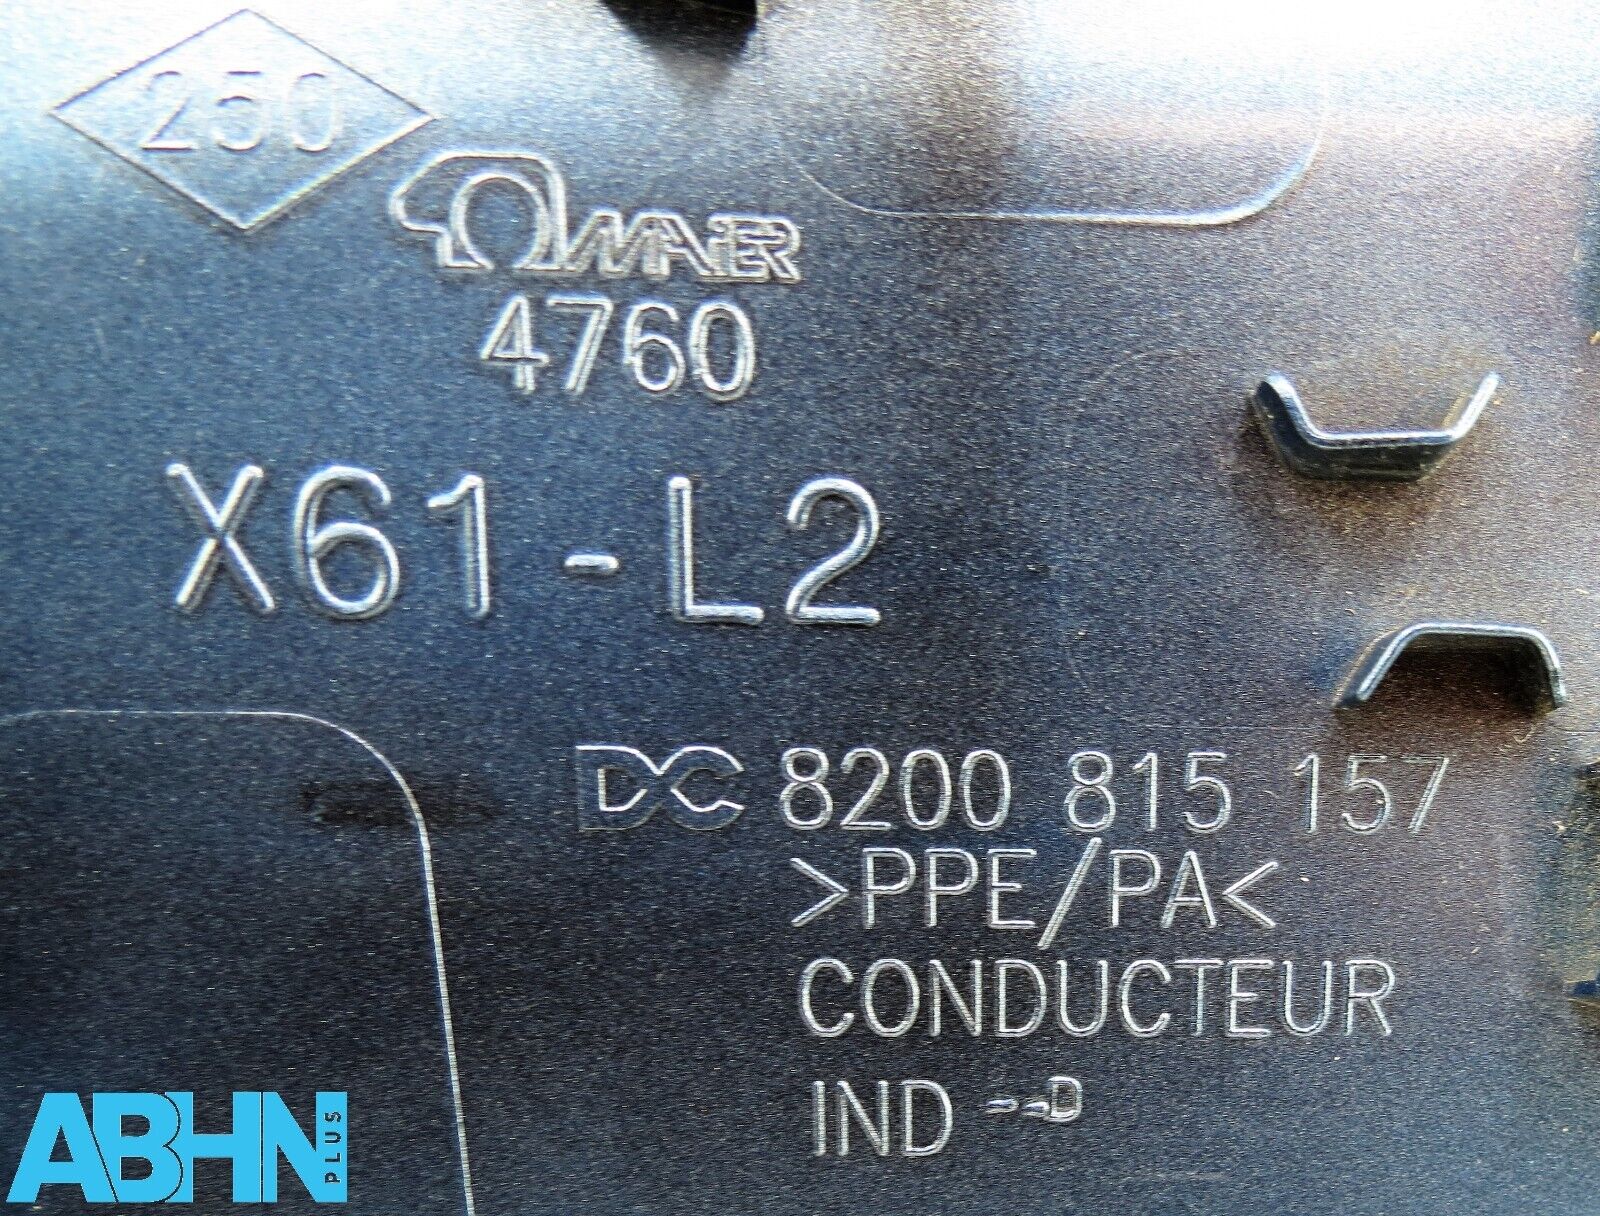 250
MAIER
4760
X61-L2
DC 8200 815 157
>PPE/PA<
CONDUCTEUR
IND --D
ABHN PLUS